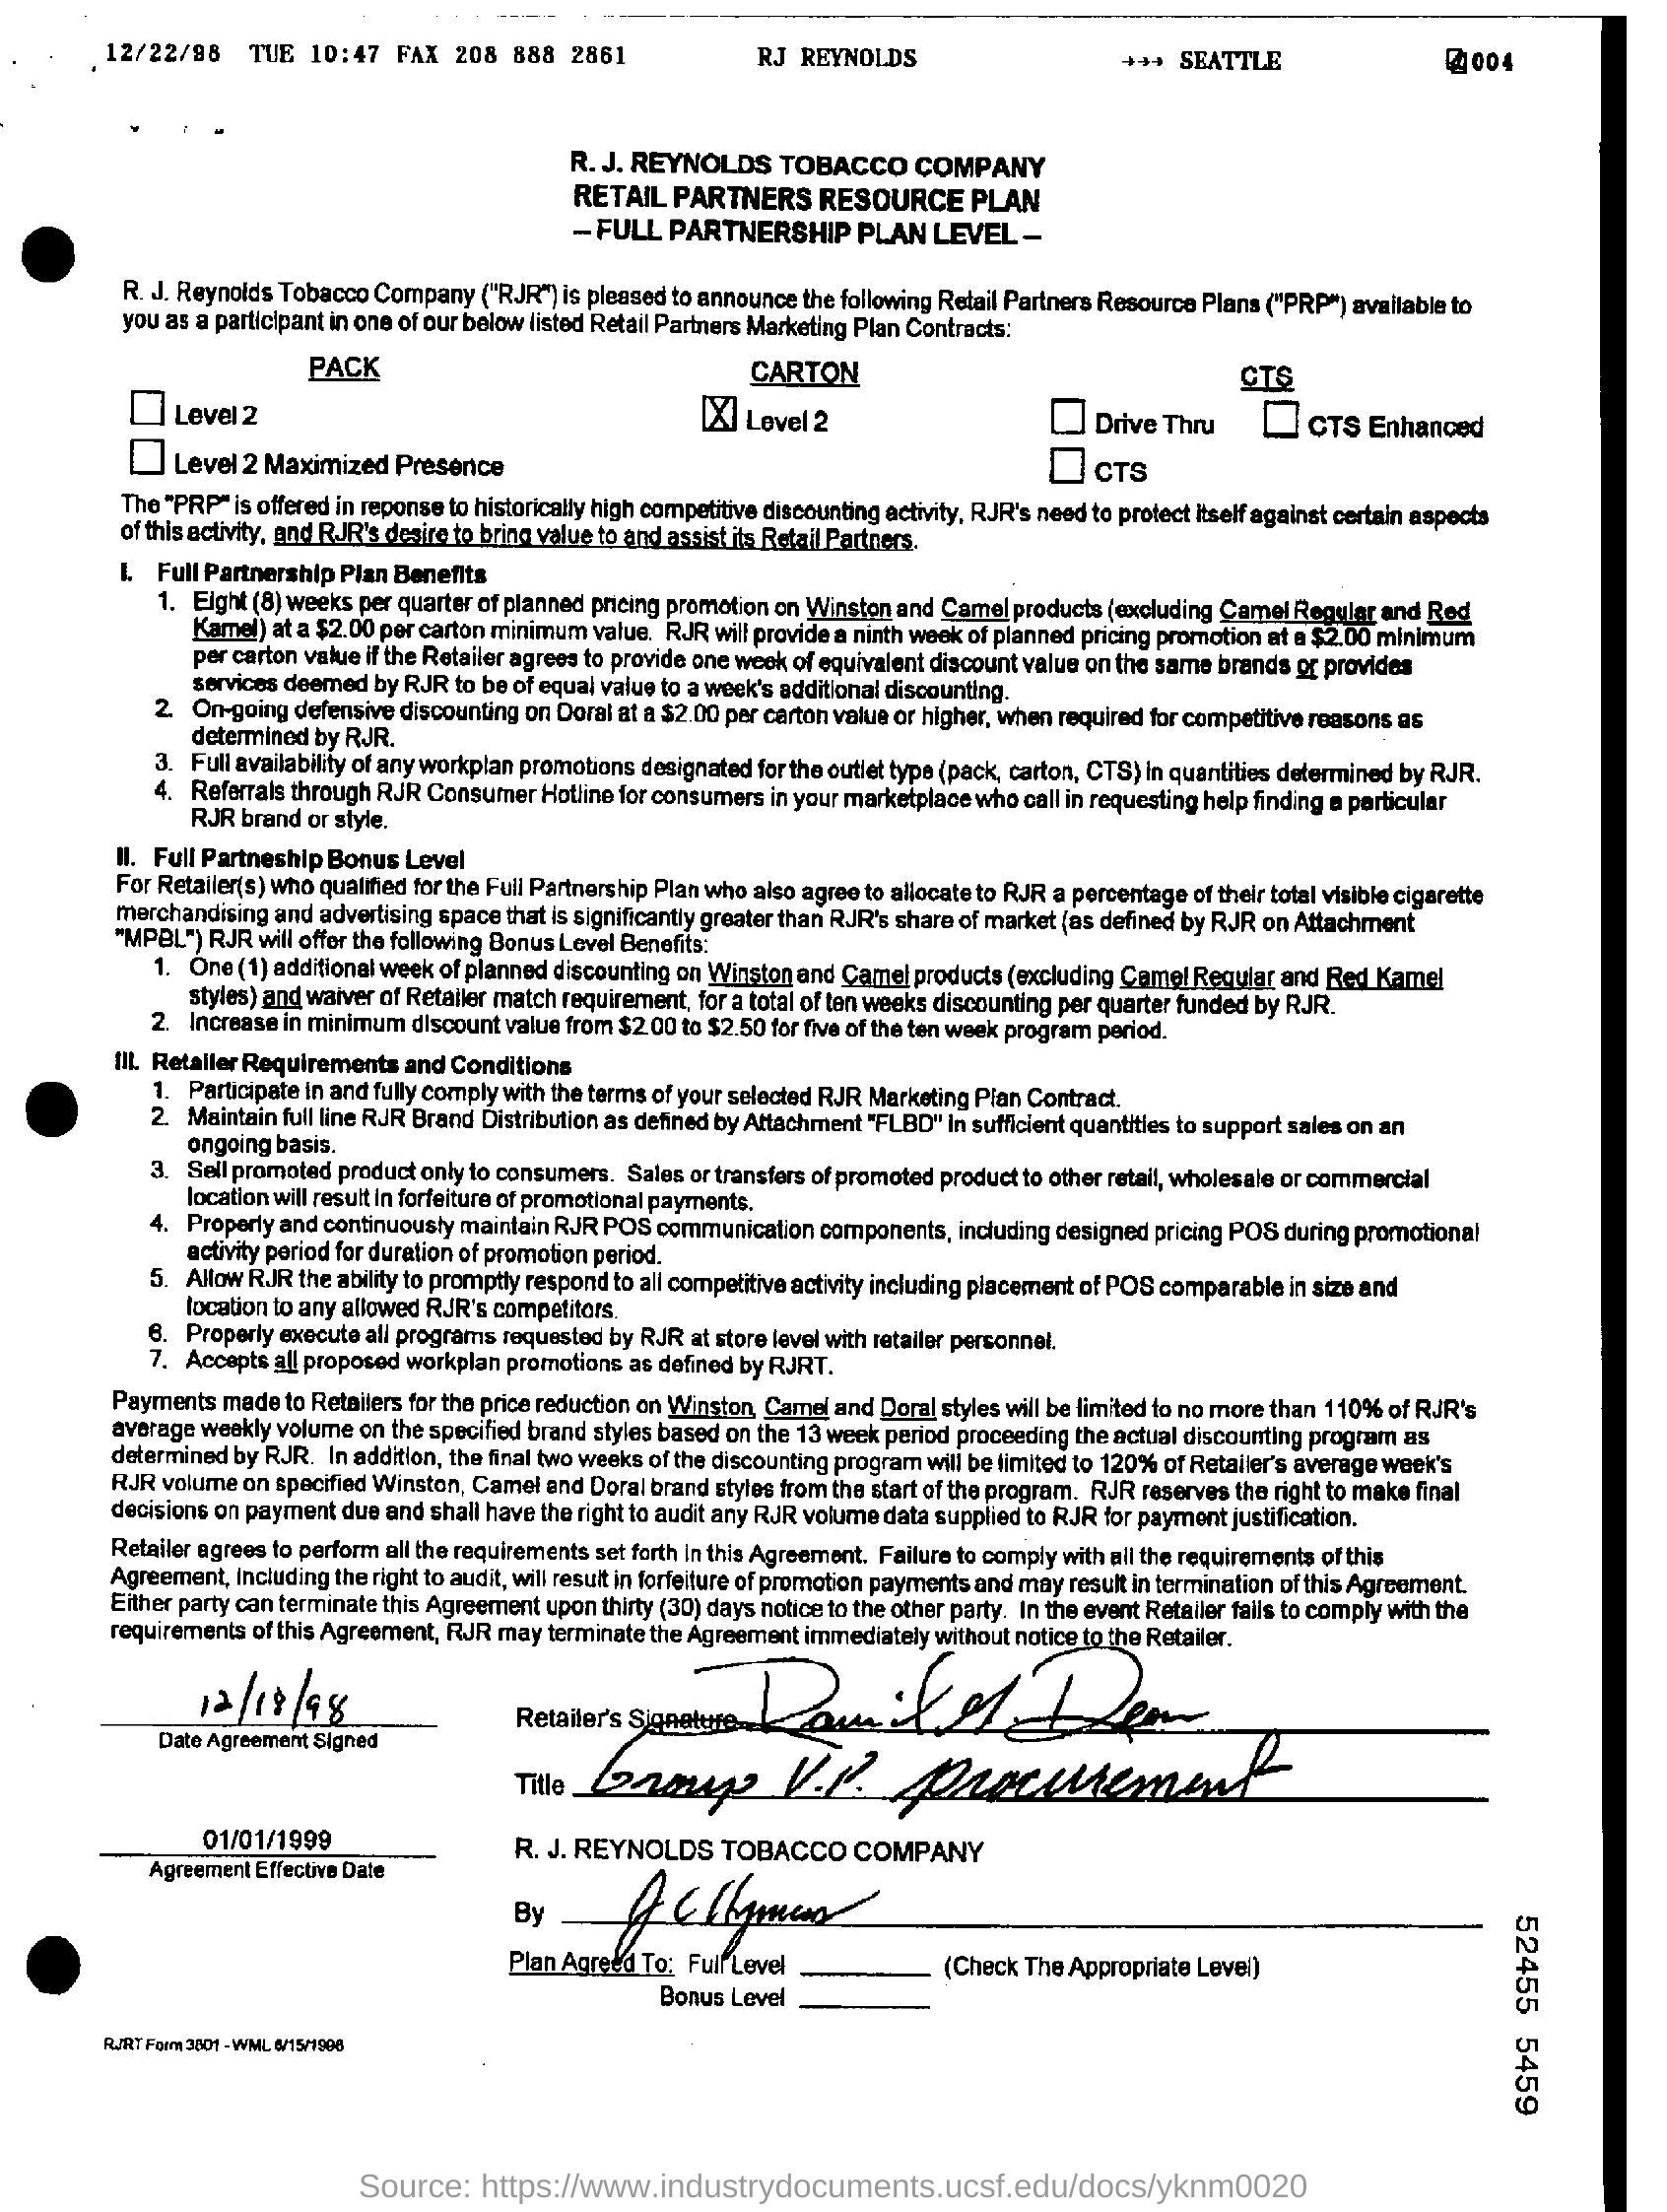 12/22/98 TUE 10:47 FAX 208 888 2861 RJ REYNOLDS →→→ SEATTLE 004
R. J. REYNOLDS TOBACCO COMPANY
RETAIL PARTNERS RESOURCE PLAN
– FULL PARTNERSHIP PLAN LEVEL –
R. J. Reynolds Tobacco Company ("RJR") is pleased to announce the following Retail Partners Resource Plans ("PRP") available to
you as a participant in one of our below listed Retail Partners Marketing Plan Contracts:
PACK CARTON CTS
Level 2 X Level 2 Drive Thru CTS Enhanced
Level 2 Maximized Presence CTS
The "PRP" is offered in reponse to historically high competitive discounting activity, RJR's need to protect itself against certain aspects
of this activity, and RJR's desire to bring value to and assist its Retail Partners.
I. Full Partnership Plan Benefits
1. Eight (8) weeks per quarter of planned pricing promotion on Winston and Camel products (excluding Camel Regular and Red
Kamel) at a $2.00 per carton minimum value. RJR will provide a ninth week of planned pricing promotion at a $2.00 minimum
per carton value if the Retailer agrees to provide one week of equivalent discount value on the same brands or provides
services deemed by RJR to be of equal value to a week's additional discounting.
2. On-going defensive discounting on Doral at a $2.00 per carton value or higher, when required for competitive reasons as
determined by RJR.
3. Full availability of any workplan promotions designated for the outlet type (pack, carton, CTS) in quantities determined by RJR.
4. Referrals through RJR Consumer Hotline for consumers in your marketplace who call in requesting help finding a particular
RJR brand or style.
II. Full Partneship Bonus Level
For Retailer(s) who qualified for the Full Partnership Plan who also agree to allocate to RJR a percentage of their total visible cigarette
merchandising and advertising space that is significantly greater than RJR's share of market (as defined by RJR on Attachment
"MPBL") RJR will offer the following Bonus Level Benefits:
1. One (1) additional week of planned discounting on Winston and Camel products (excluding Camel Regular and Red Kamel
styles) and waiver of Retailer match requirement, for a total of ten weeks discounting per quarter funded by RJR.
2. Increase in minimum discount value from $2.00 to $2.50 for five of the ten week program period.
III. Retailer Requirements and Conditions
1. Participate in and fully comply with the terms of your selected RJR Marketing Plan Contract.
2. Maintain full line RJR Brand Distribution as defined by Attachment "FLBD" in sufficient quantities to support sales on an
ongoing basis.
3. Sell promoted product only to consumers. Sales or transfers of promoted product to other retail, wholesale or commercial
location will result in forfeiture of promotional payments.
4. Properly and continuously maintain RJR POS communication components, including designed pricing POS during promotional
activity period for duration of promotion period.
5. Allow RJR the ability to promptly respond to all competitive activity including placement of POS comparable in size and
location to any allowed RJR's competitors.
6. Properly execute all programs requested by RJR at store level with retailer personnel.
7. Accepts all proposed workplan promotions as defined by RJRT.
Payments made to Retailers for the price reduction on Winston, Camel and Doral styles will be limited to no more than 110% of RJR's
average weekly volume on the specified brand styles based on the 13 week period proceeding the actual discounting program as
determined by RJR. In addition, the final two weeks of the discounting program will be limited to 120% of Retailer's average week's
RJR volume on specified Winston, Camel and Doral brand styles from the start of the program. RJR reserves the right to make final
decisions on payment due and shall have the right to audit any RJR volume data supplied to RJR for payment justification.
Retailer agrees to perform all the requirements set forth in this Agreement. Failure to comply with all the requirements of this
Agreement, including the right to audit, will result in forfeiture of promotion payments and may result in termination of this Agreement.
Either party can terminate this Agreement upon thirty (30) days notice to the other party. In the event Retailer fails to comply with the
requirements of this Agreement, RJR may terminate the Agreement immediately without notice to the Retailer.
12/18/98 Retailer's Signature
Date Agreement Signed
Title Group V.P. procurement
01/01/1999 R. J. REYNOLDS TOBACCO COMPANY
Agreement Effective Date
By
Plan Agreed To: Full Level (Check The Appropriate Level)
Bonus Level
RJRT Form 3801 - WML 6/15/1998
52455 5459
Source: https://www.industrydocuments.ucsf.edu/docs/yknm0020